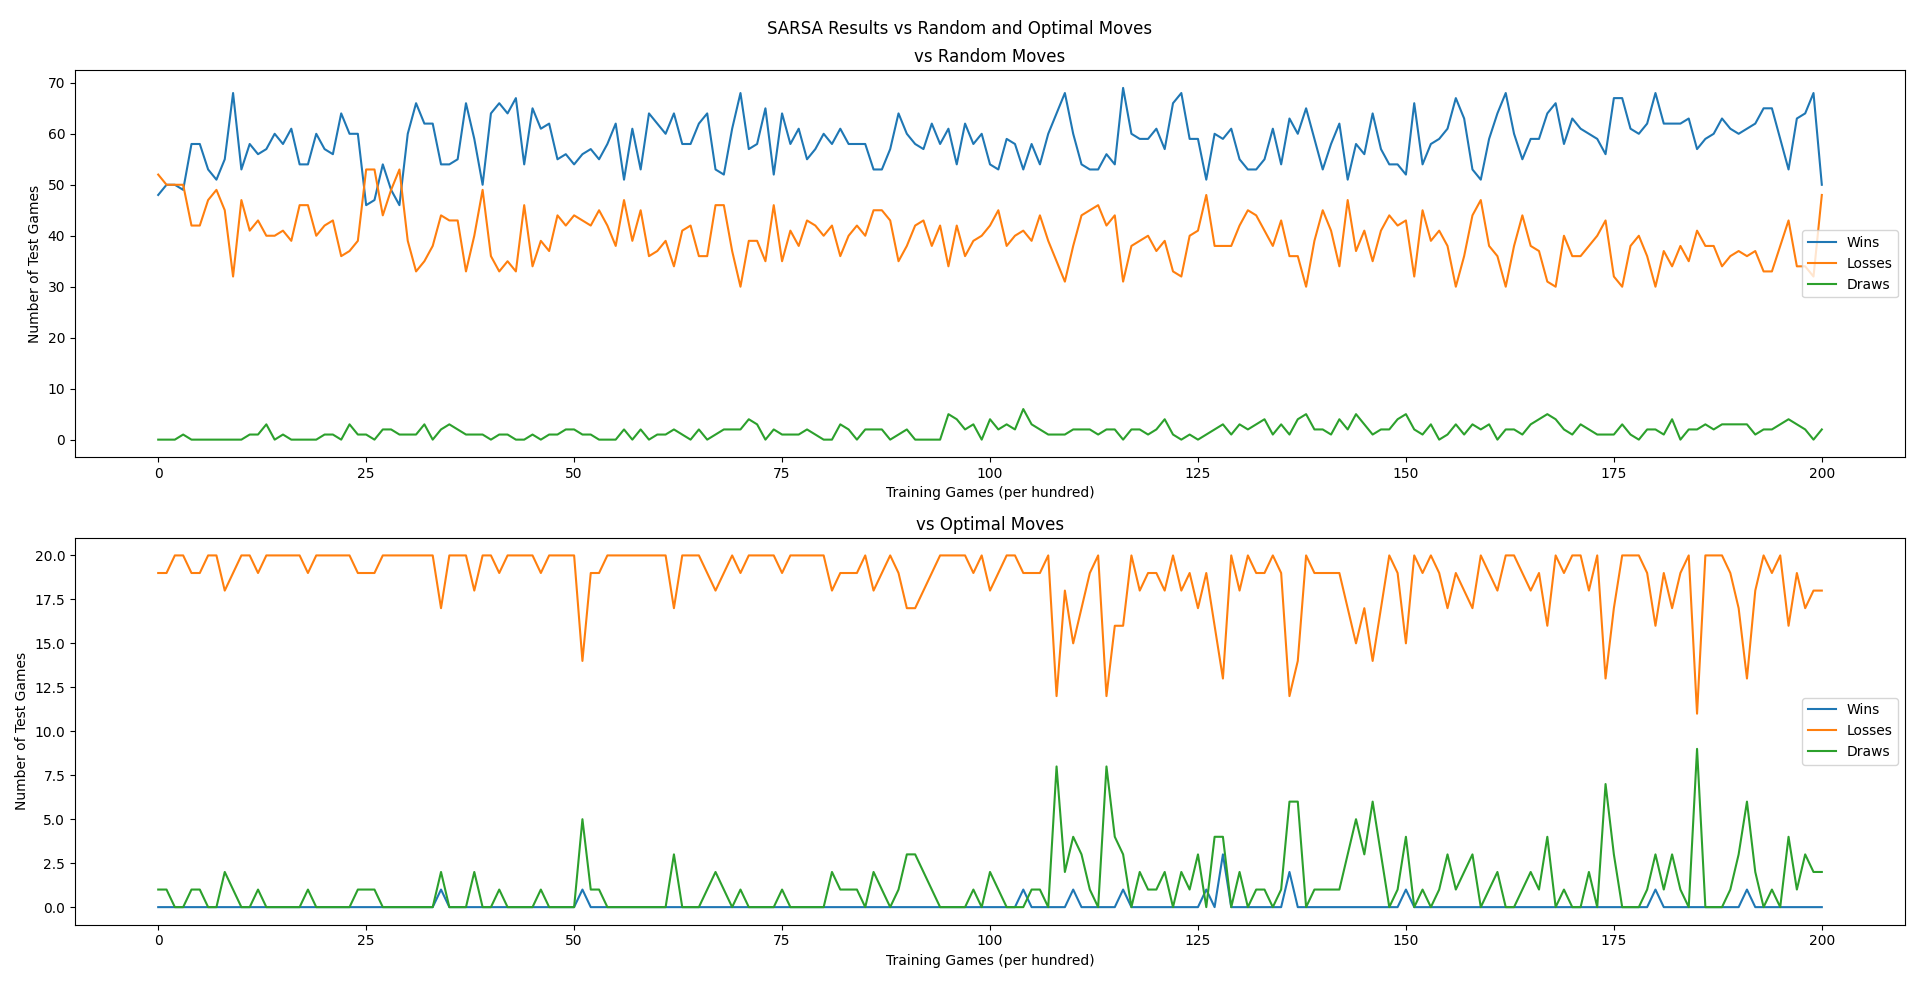 SARSA Results vs Random and Optimal Moves
vs Random Moves
70
60
50
40
30
20
10
0
Number of Test Games
Wins
Losses
Draws
0 25 50 75 100 125 150 175 200
Training Games (per hundred)
vs Optimal Moves
20.0
17.5
15.0
12.5
10.0
7.5
5.0
2.5
0.0
Number of Test Games
Wins
Losses
Draws
0 25 50 75 100 125 150 175 200
Training Games (per hundred)